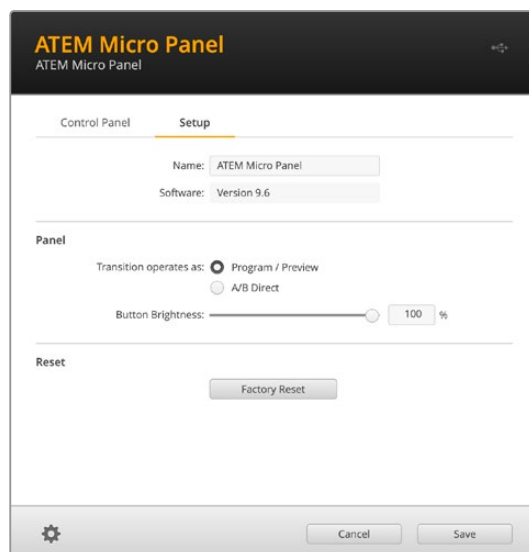 ATEM Micro Panel
ATEM Micro Panel
Control Panel Setup
Name: ATEM Micro Panel
Software: Version 9.6
Panel
Transition operates as: Program / Preview
A/B Direct
Button Brightness: 100 %
Reset
Factory Reset
Cancel Save